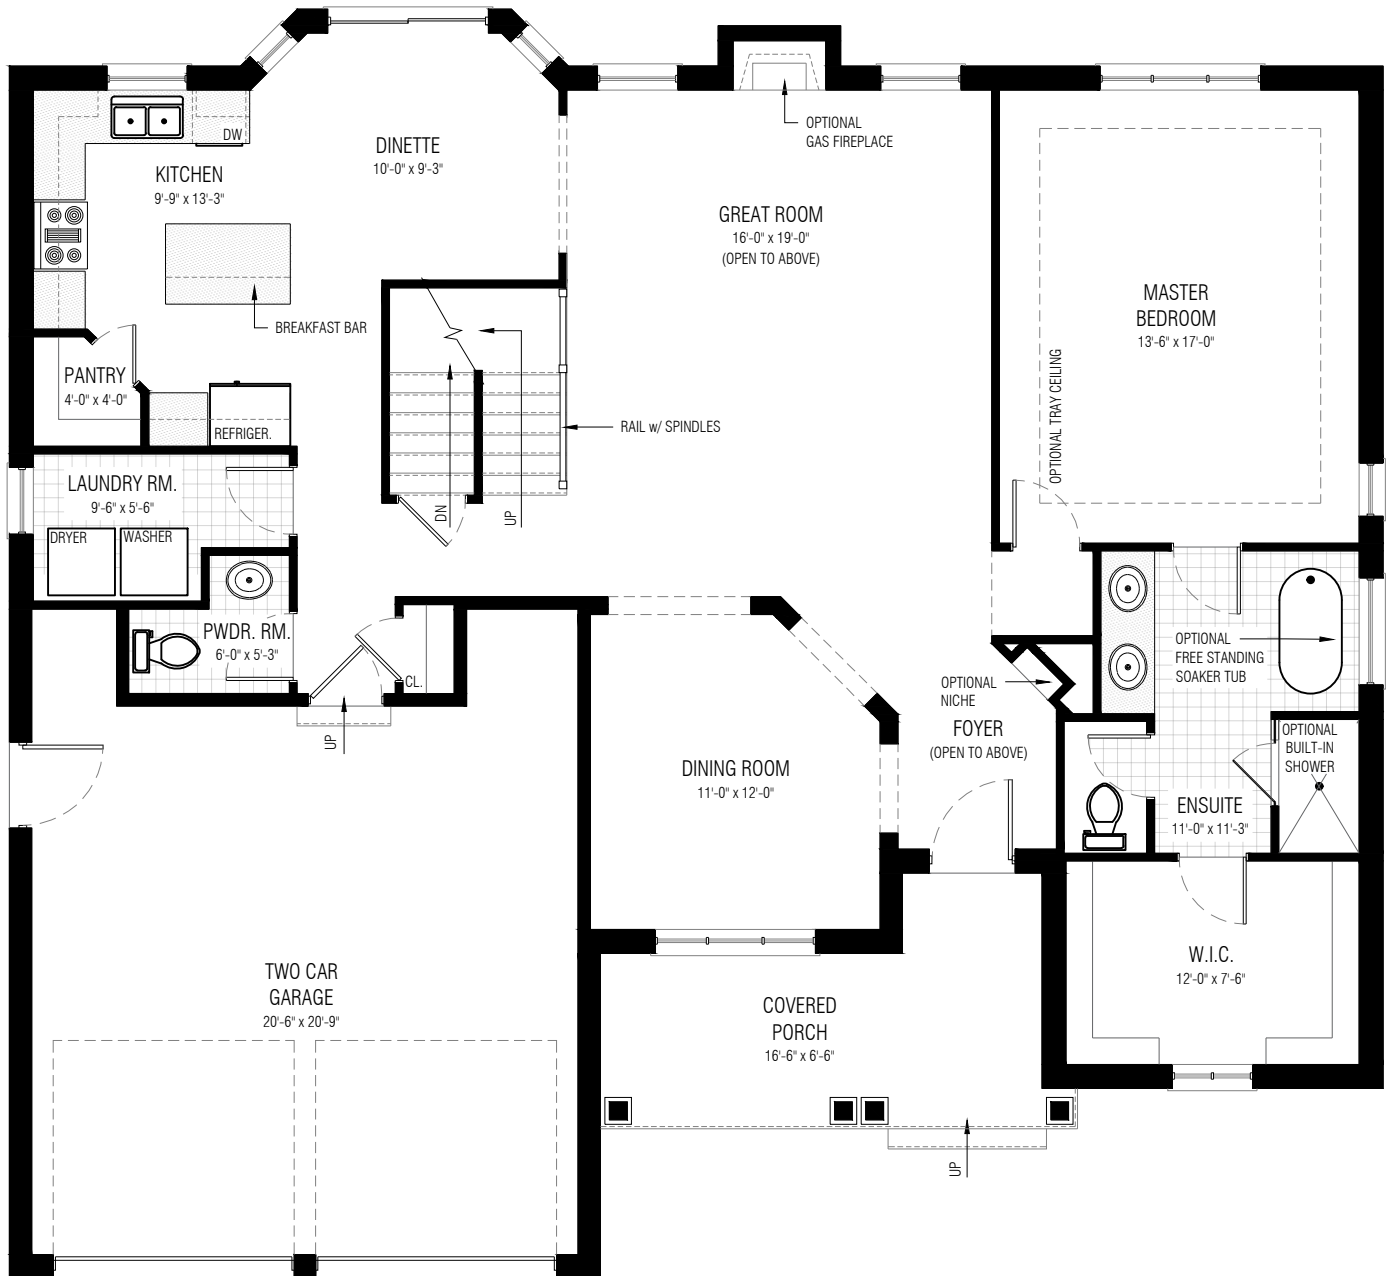 DW
OPTIONAL
GAS FIREPLACE
DINETTE
10'-0" x 9'-3"
KITCHEN
9'-9" x 13'-3"
GREAT ROOM
16'-0" x 19'-0"
(OPEN TO ABOVE)
MASTER
BEDROOM
13'-6" x 17'-0"
BREAKFAST BAR
OPTIONAL TRAY CEILING
PANTRY
4'-0" x 4'-0"
REFRIGER.
RAIL w/ SPINDLES
LAUNDRY RM.
9'-6" x 5'-6"
DRYER
WASHER
DN
UP
PWDR. RM.
6'-0" x 5'-3"
CL.
UP
OPTIONAL
FREE STANDING
SOAKER TUB
OPTIONAL
NICHE
FOYER
(OPEN TO ABOVE)
OPTIONAL
BUILT-IN
SHOWER
DINING ROOM
11'-0" x 12'-0"
ENSUITE
11'-0" x 11'-3"
W.I.C.
12'-0" x 7'-6"
TWO CAR
GARAGE
20'-6" x 20'-9"
COVERED
PORCH
16'-6" x 6'-6"
UP